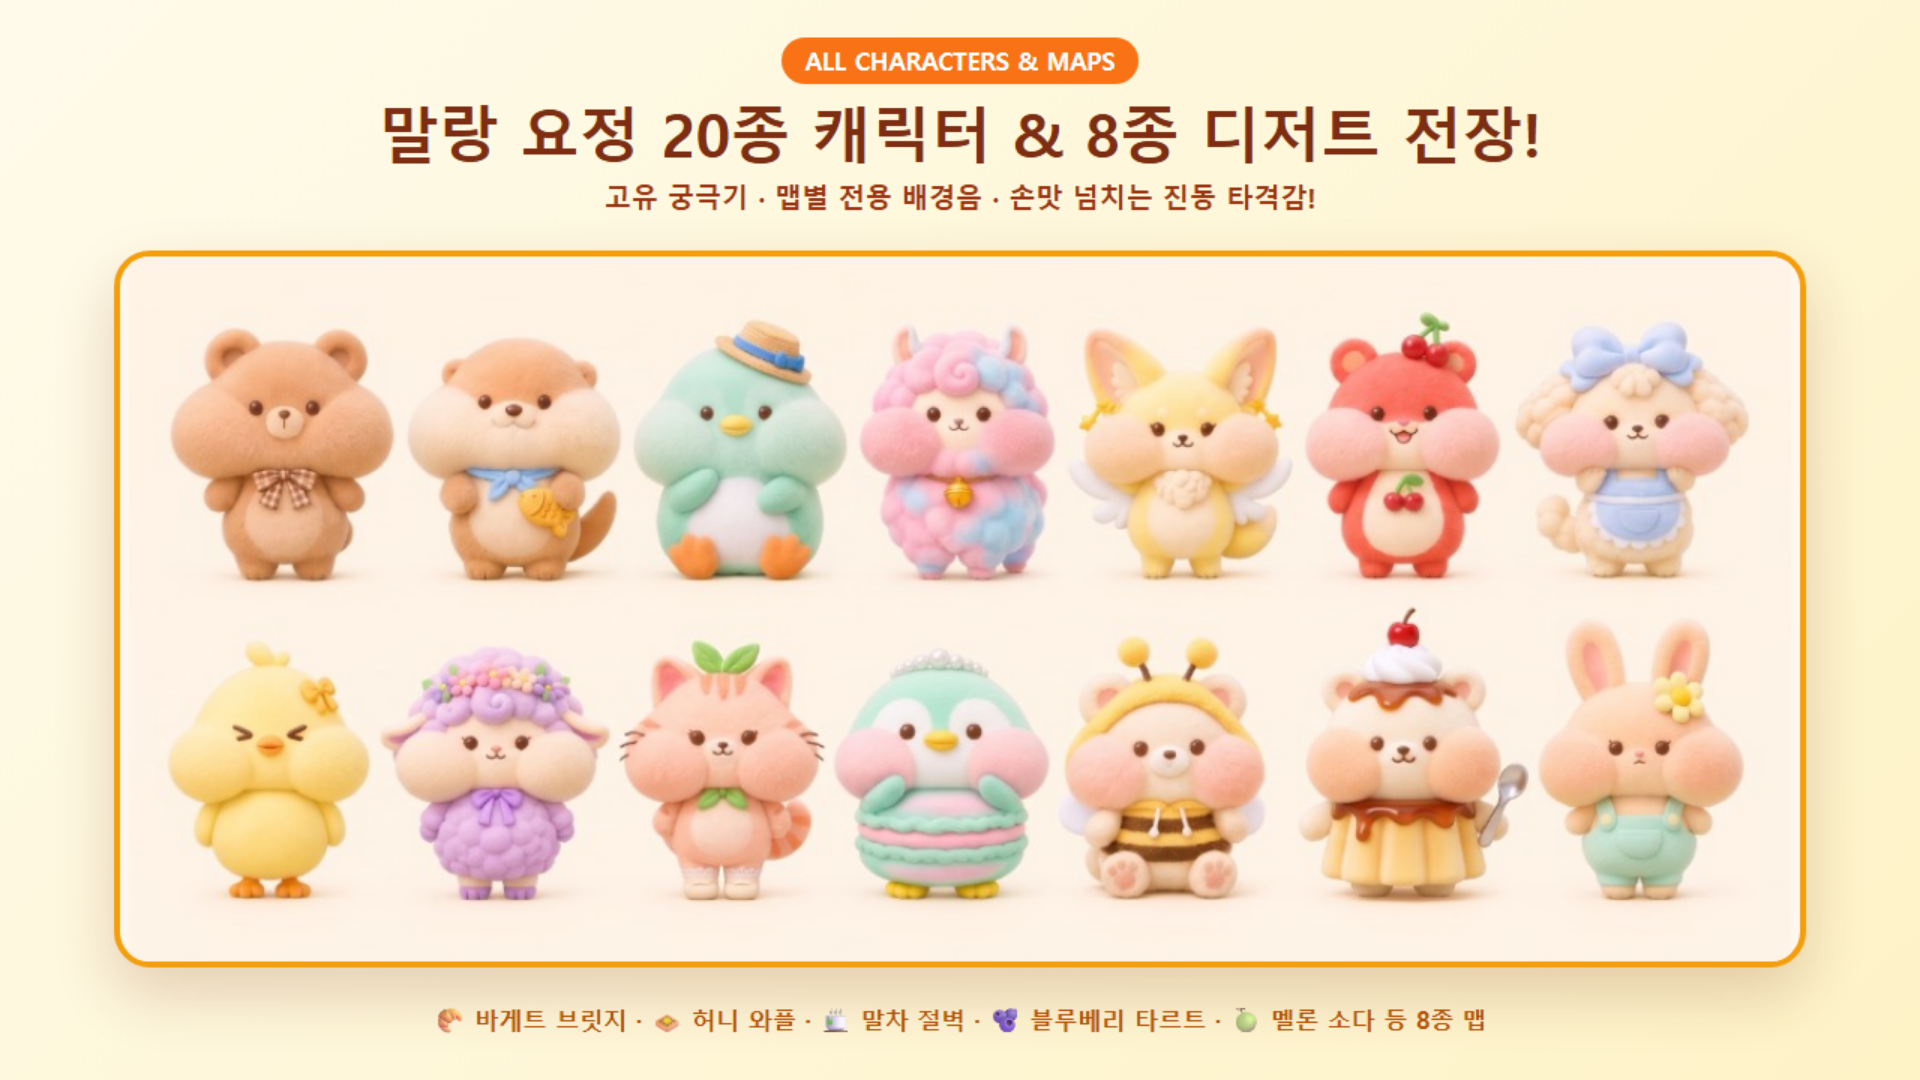 ALL CHARACTERS & MAPS
말랑 요정 20종 캐릭터 & 8종 디저트 전장!
고유 궁극기 · 맵별 전용 배경음 · 손맛 넘치는 진동 타격감!
바게트 브릿지 · 허니 와플 · 말차 절벽 · 블루베리 타르트 · 멜론 소다 등 8종 맵